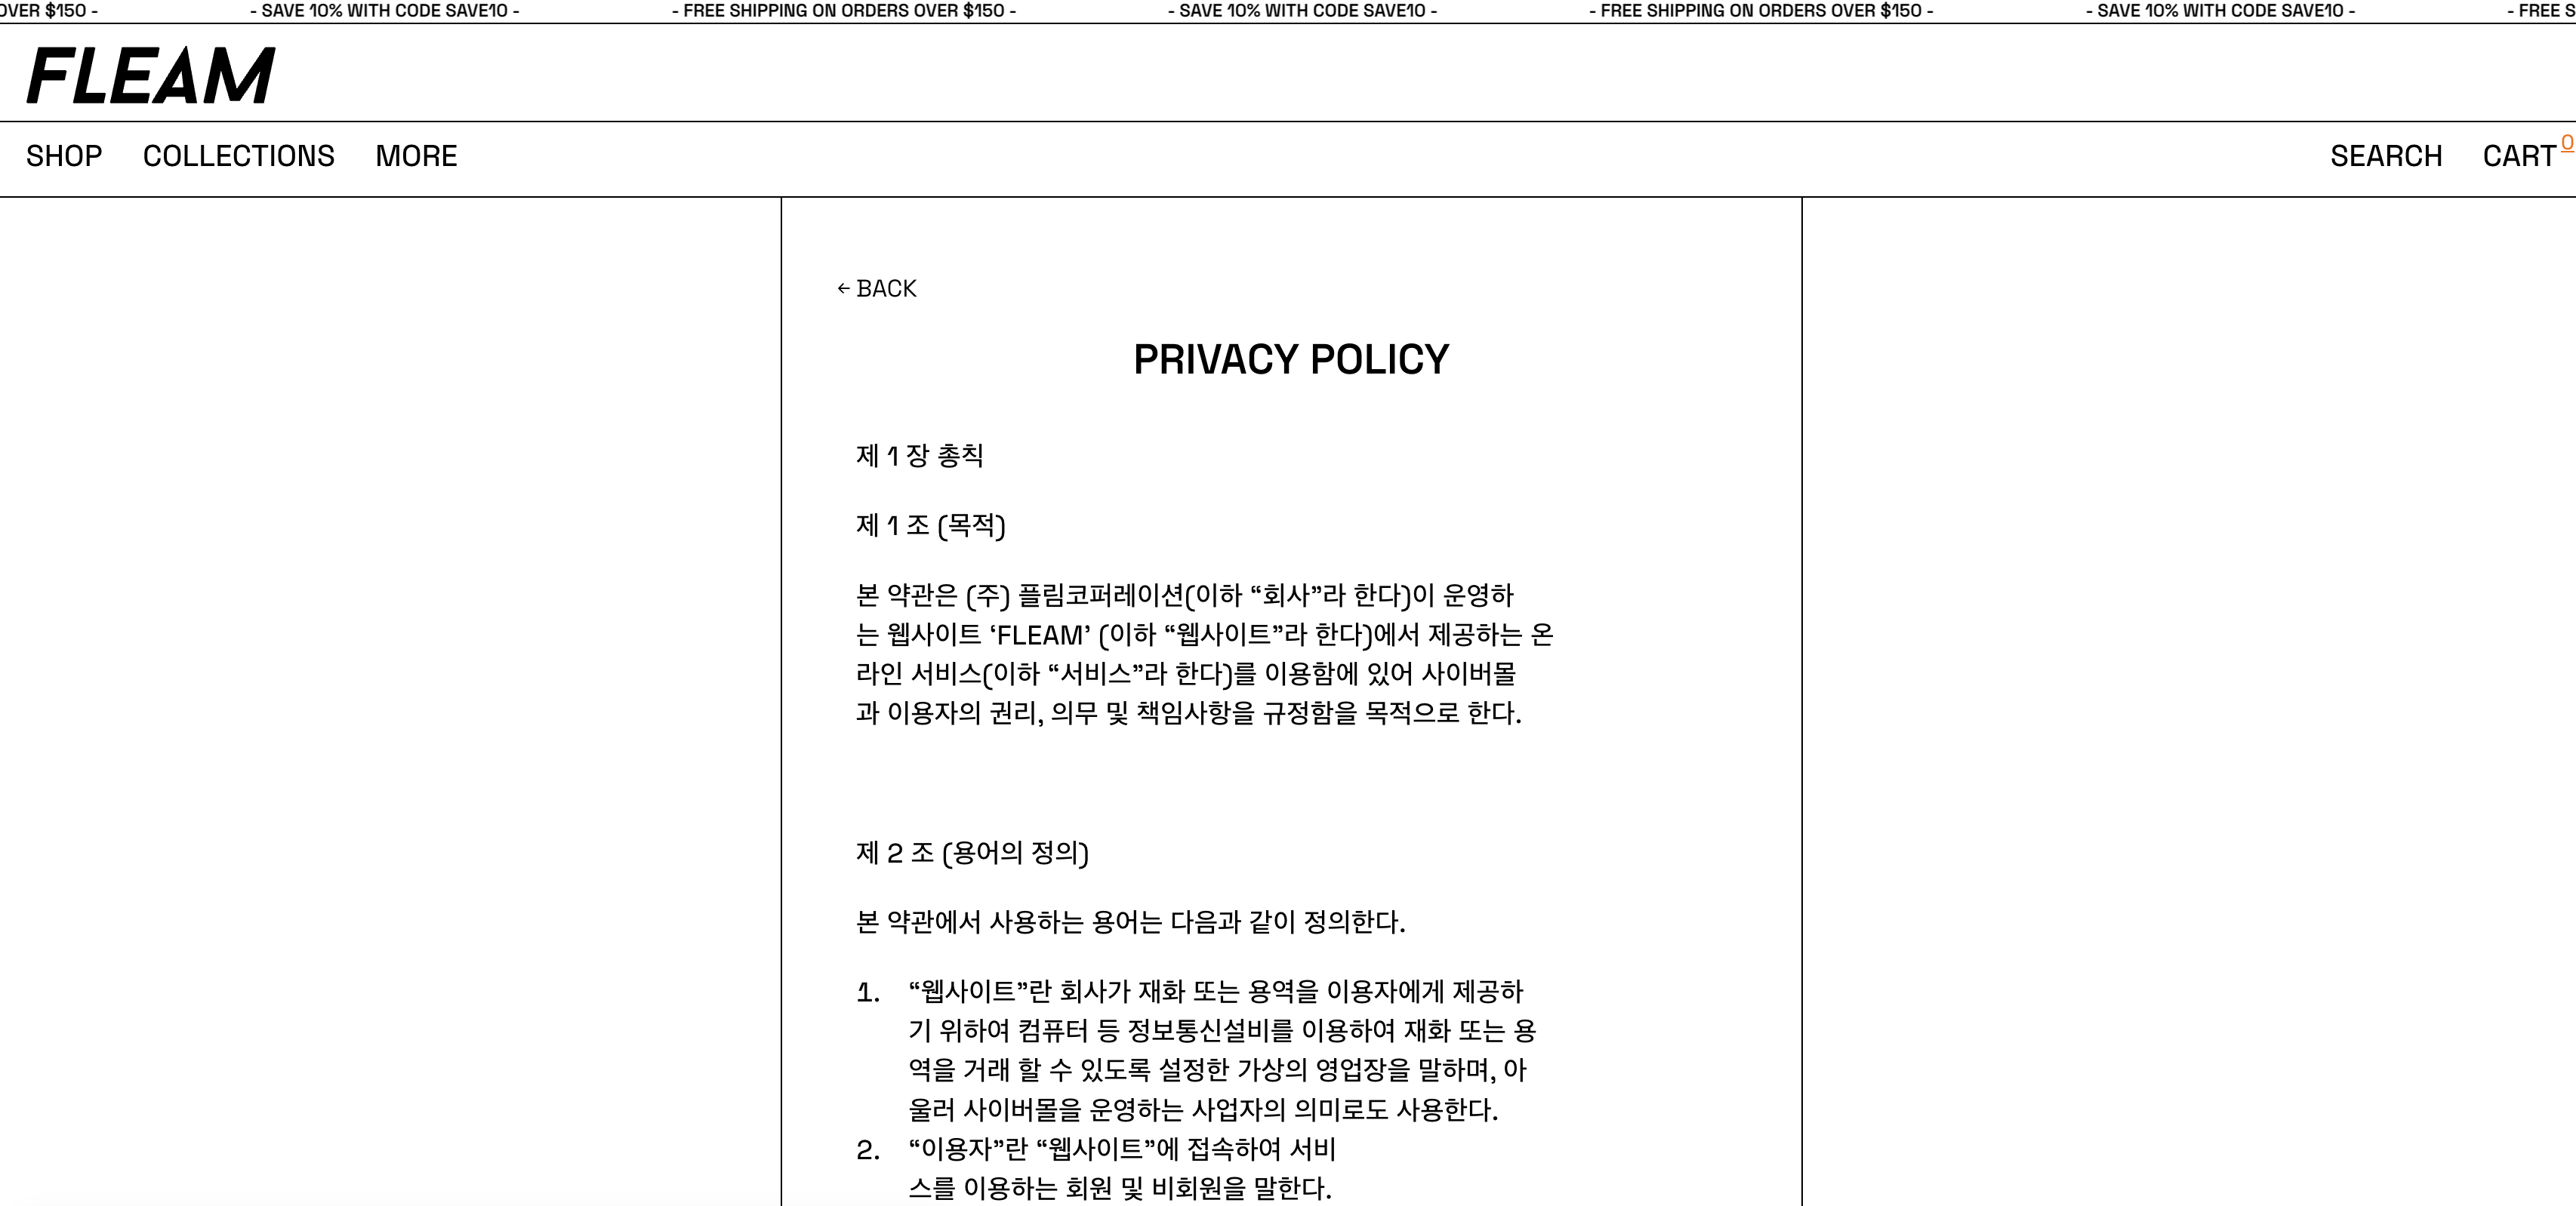 OVER $150 - - SAVE 10% WITH CODE SAVE10 - - FREE SHIPPING ON ORDERS OVER $150 - - SAVE 10% WITH CODE SAVE10 - - FREE SHIPPING ON ORDERS OVER $150 - - SAVE 10% WITH CODE SAVE10 - - FREE S
FLEAM
SHOP COLLECTIONS MORE SEARCH CART 0
← BACK
PRIVACY POLICY
제 1 장 총칙
제 1 조 (목적)
본 약관은 (주) 플림코퍼레이션(이하 “회사”라 한다)이 운영하
는 웹사이트 ‘FLEAM’ (이하 “웹사이트”라 한다)에서 제공하는 온
라인 서비스(이하 “서비스”라 한다)를 이용함에 있어 사이버몰
과 이용자의 권리, 의무 및 책임사항을 규정함을 목적으로 한다.
제 2 조 (용어의 정의)
본 약관에서 사용하는 용어는 다음과 같이 정의한다.
1. “웹사이트”란 회사가 재화 또는 용역을 이용자에게 제공하
기 위하여 컴퓨터 등 정보통신설비를 이용하여 재화 또는 용
역을 거래 할 수 있도록 설정한 가상의 영업장을 말하며, 아
울러 사이버몰을 운영하는 사업자의 의미로도 사용한다.
2. “이용자”란 “웹사이트”에 접속하여 서비
스를 이용하는 회원 및 비회원을 말한다.